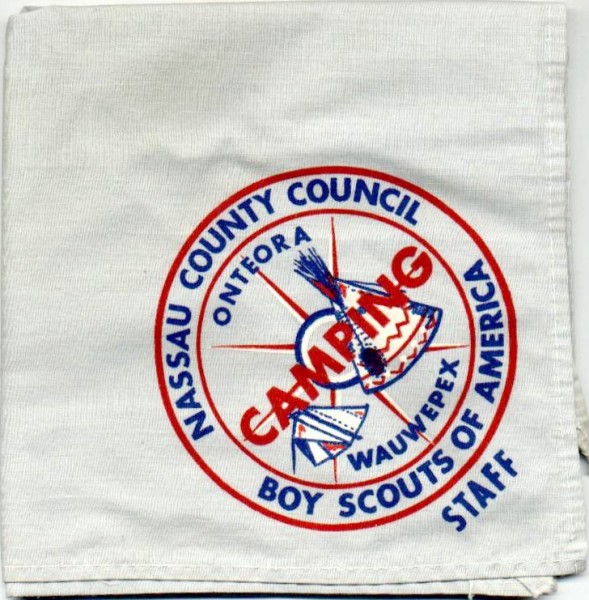 NASSAU COUNTY COUNCIL
ONTEORA
CAMPING
WAUWEPEX
BOY SCOUTS OF AMERICA
STAFF